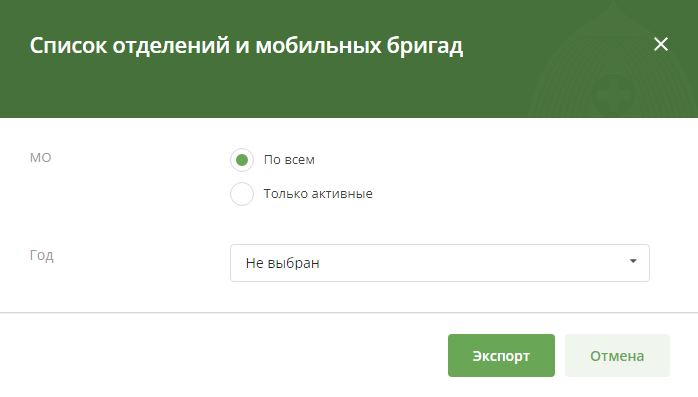 Список отделений и мобильных бригад
МО
По всем
Только активные
Год
Не выбран
Экспорт
Отмена